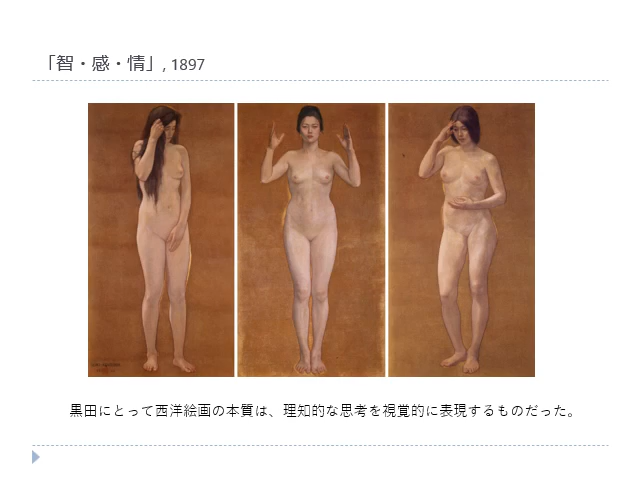 「智・感・情」, 1897
黒田にとって西洋絵画の本質は、理知的な思考を視覚的に表現するものだった。